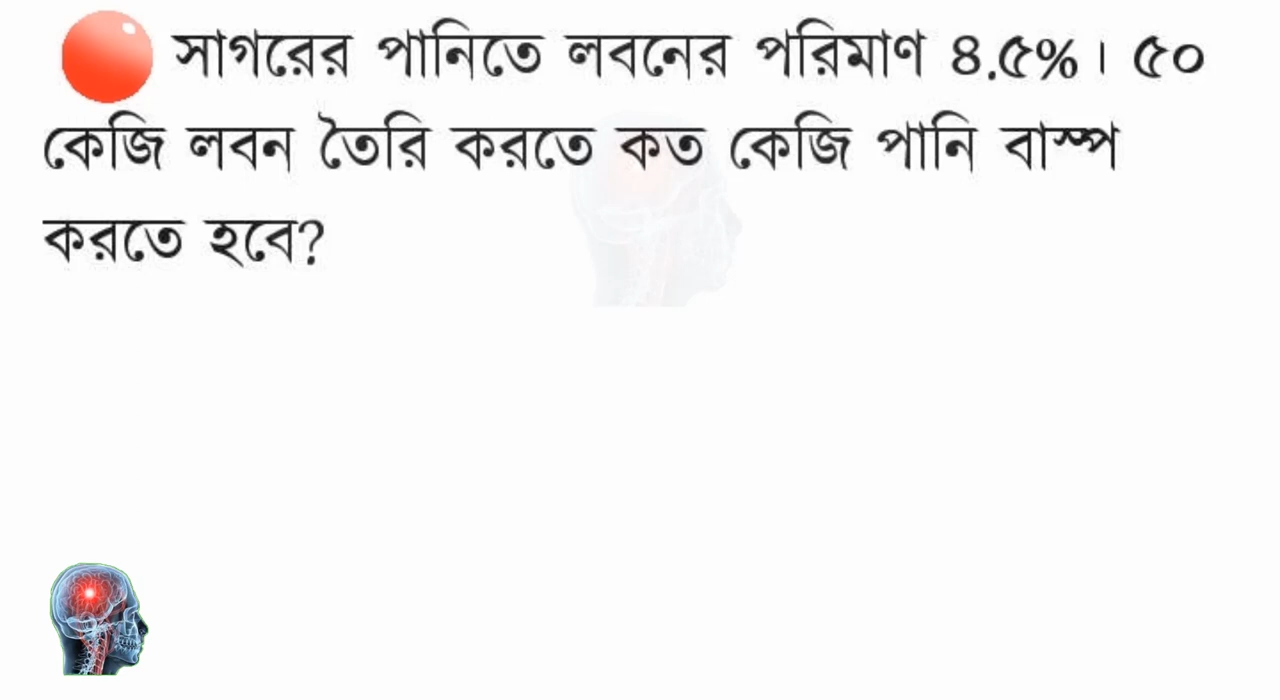 সাগরের পানিতে লবনের পরিমাণ ৪.৫%। ৫০
কেজি লবন তৈরি করতে কত কেজি পানি বাস্প
করতে হবে?